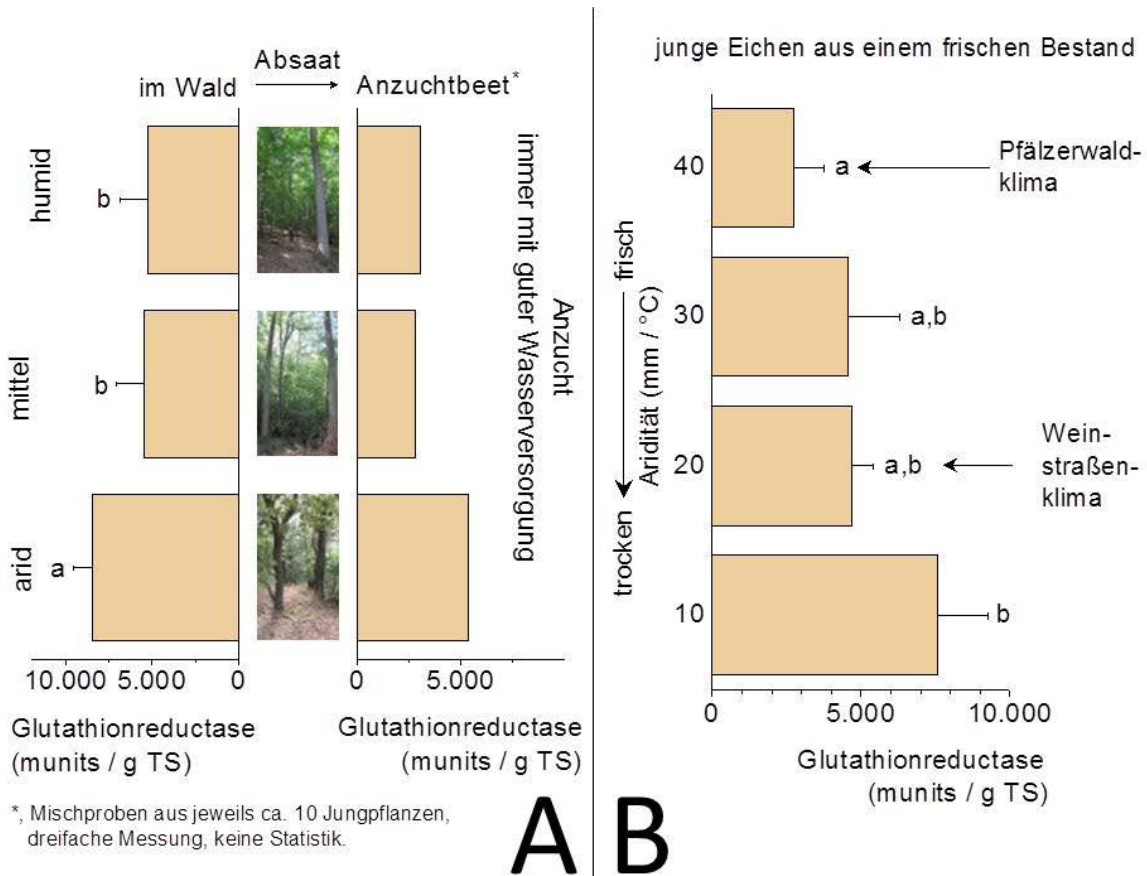 Absaat
im Wald
Anzuchtbeet*
humid
b
mittel
b
arid
a
Anzucht
immer mit guter Wasserversorgung
10.000 5.000 0
0 5.000
Glutathionreductase
(munits / g TS)
Glutathionreductase
(munits / g TS)
*, Mischproben aus jeweils ca. 10 Jungpflanzen,
dreifache Messung, keine Statistik.
A
B
junge Eichen aus einem frischen Bestand
frisch
trocken
Aridität (mm / °C)
40
a
Pfälzerwald-
klima
30
a,b
20
a,b
Wein-
straßen-
klima
10
b
0 5.000 10.000
Glutathionreductase
(munits / g TS)